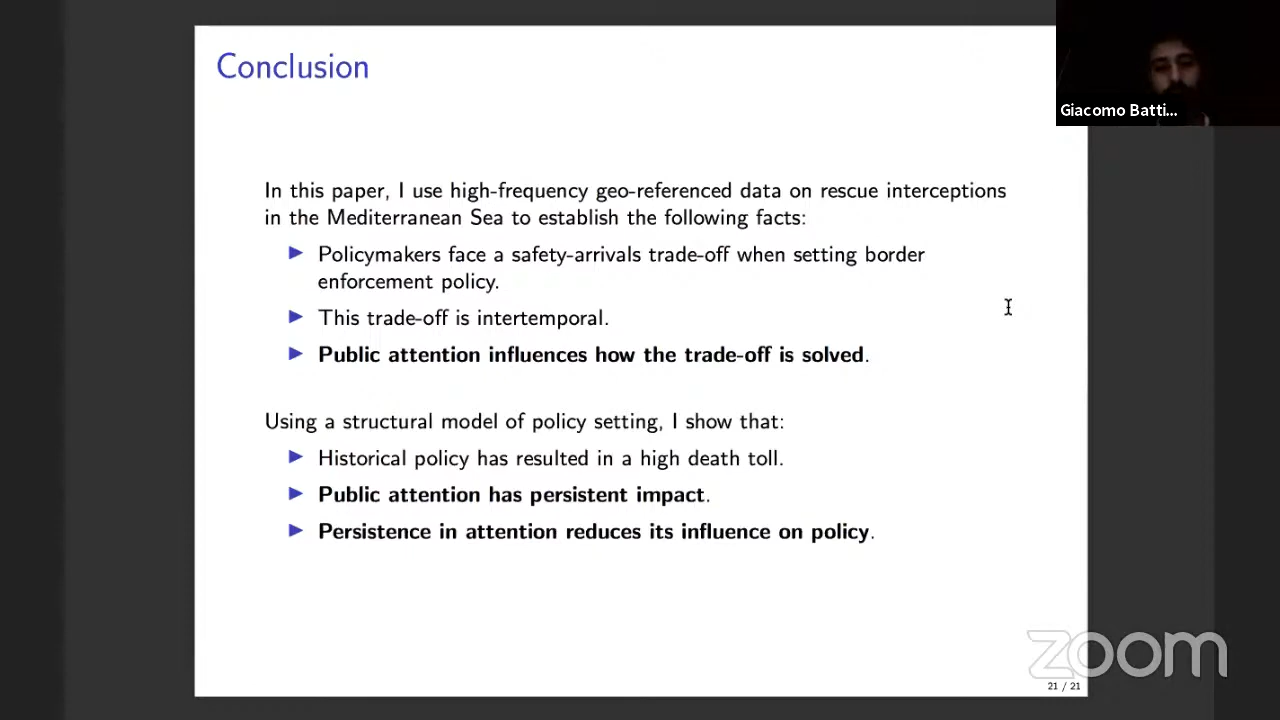 Conclusion
Giacomo Batti...
In this paper, I use high-frequency geo-referenced data on rescue interceptions
in the Mediterranean Sea to establish the following facts:
Policymakers face a safety-arrivals trade-off when setting border
enforcement policy.
This trade-off is intertemporal.
Public attention influences how the trade-off is solved.
Using a structural model of policy setting, I show that:
Historical policy has resulted in a high death toll.
Public attention has persistent impact.
Persistence in attention reduces its influence on policy.
zoom
21 / 21